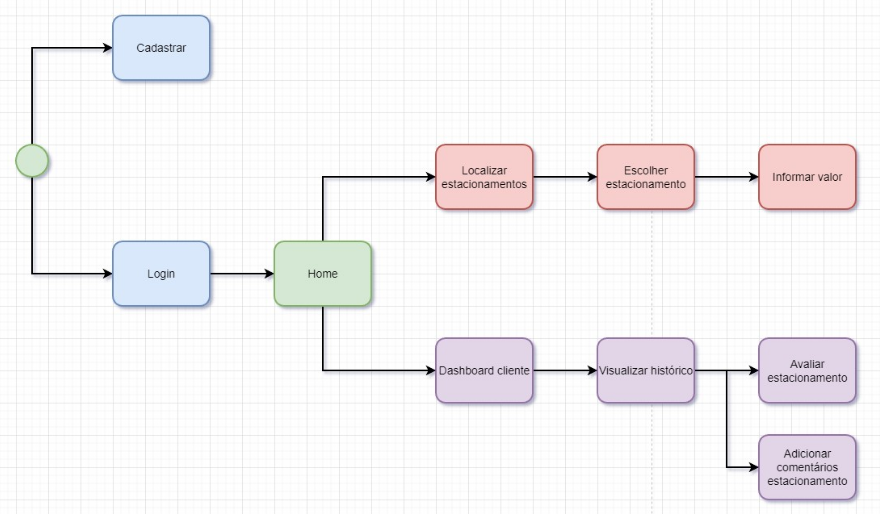 Cadastrar
Localizar
estacionamentos
Escolher
estacionamento
Informar valor
Login
Home
Dashboard cliente
Visualizar histórico
Avaliar
estacionamento
Adicionar
comentários
estacionamento